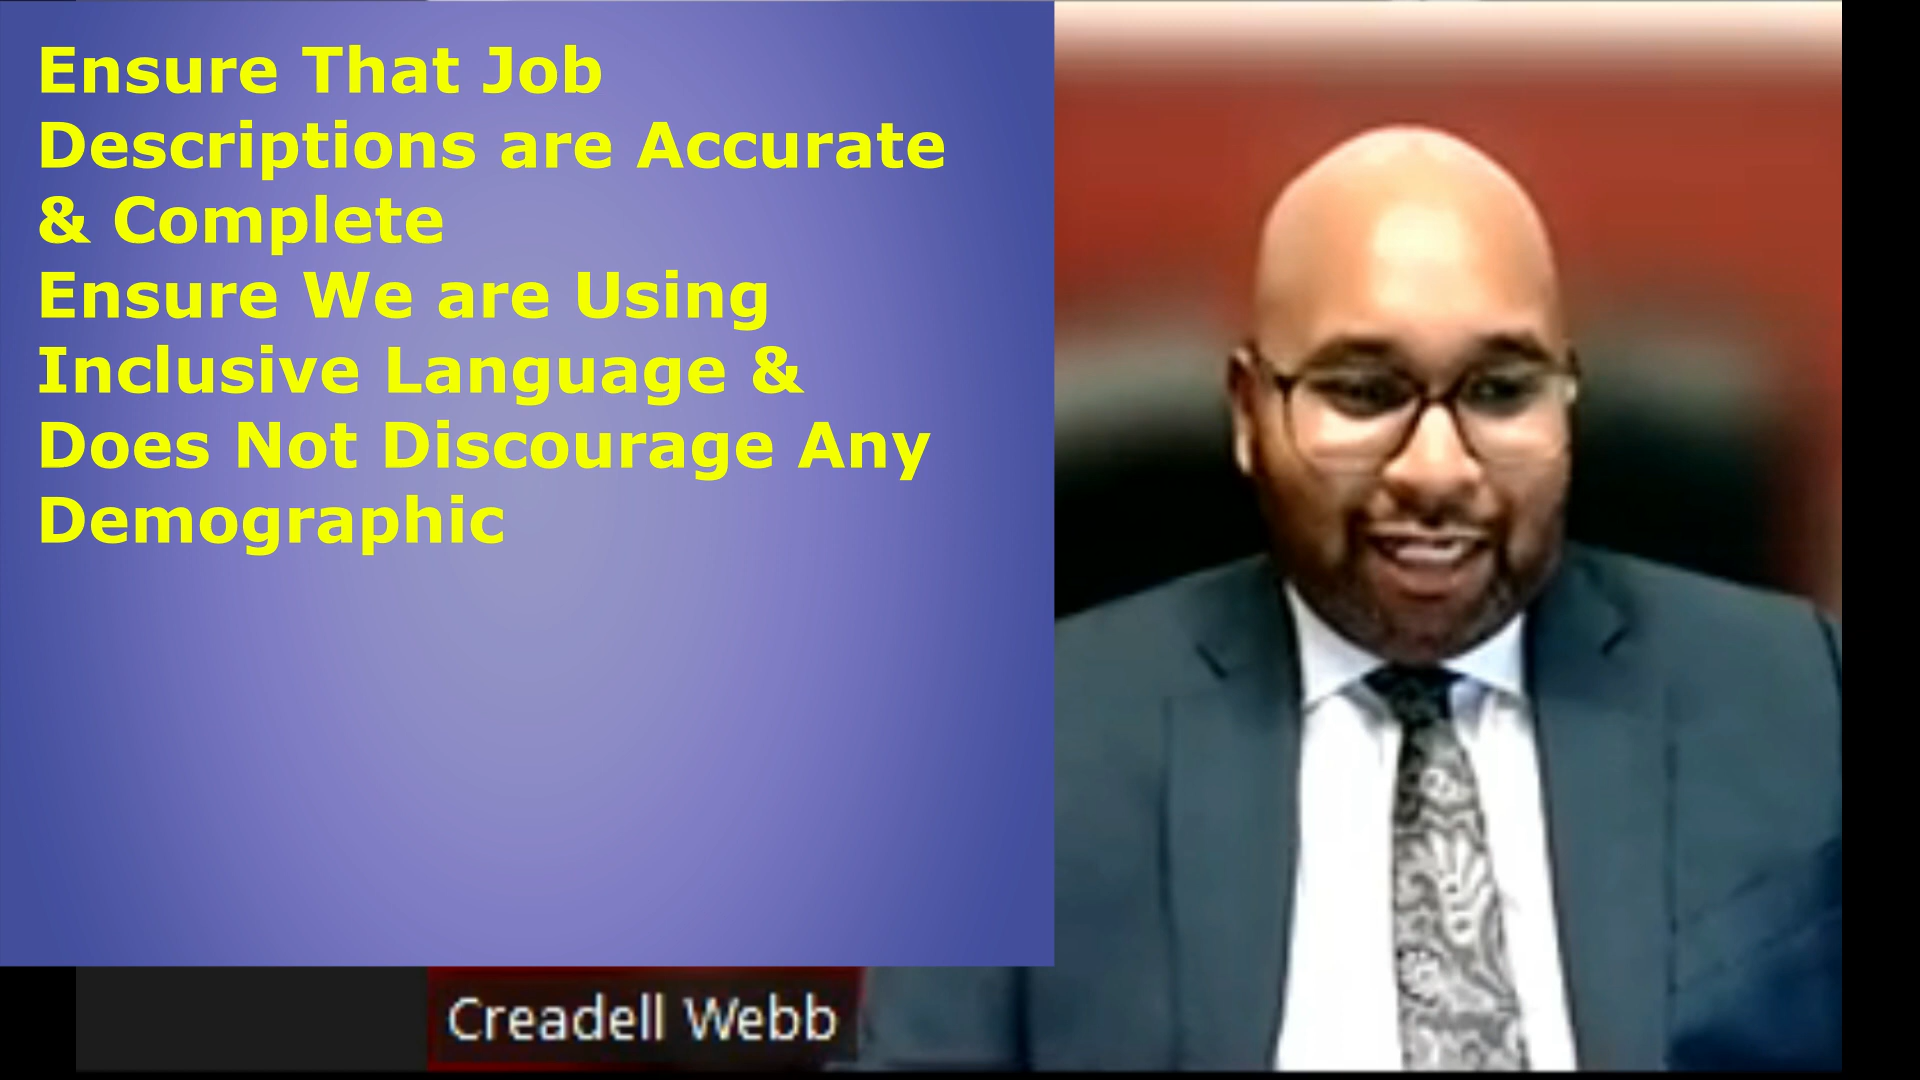 Ensure That Job
Descriptions are Accurate
& Complete
Ensure We are Using
Inclusive Language &
Does Not Discourage Any
Demographic
Creadell Webb